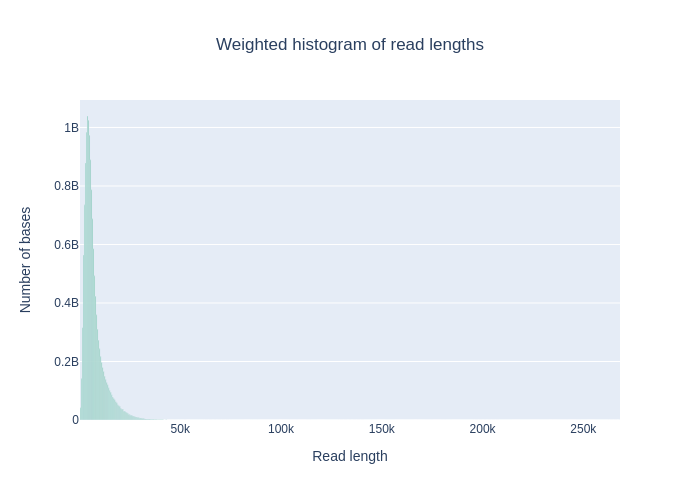 Weighted histogram of read lengths
Number of bases
1B
0.8B
0.6B
0.4B
0.2B
0
50k
100k
150k
200k
250k
Read length